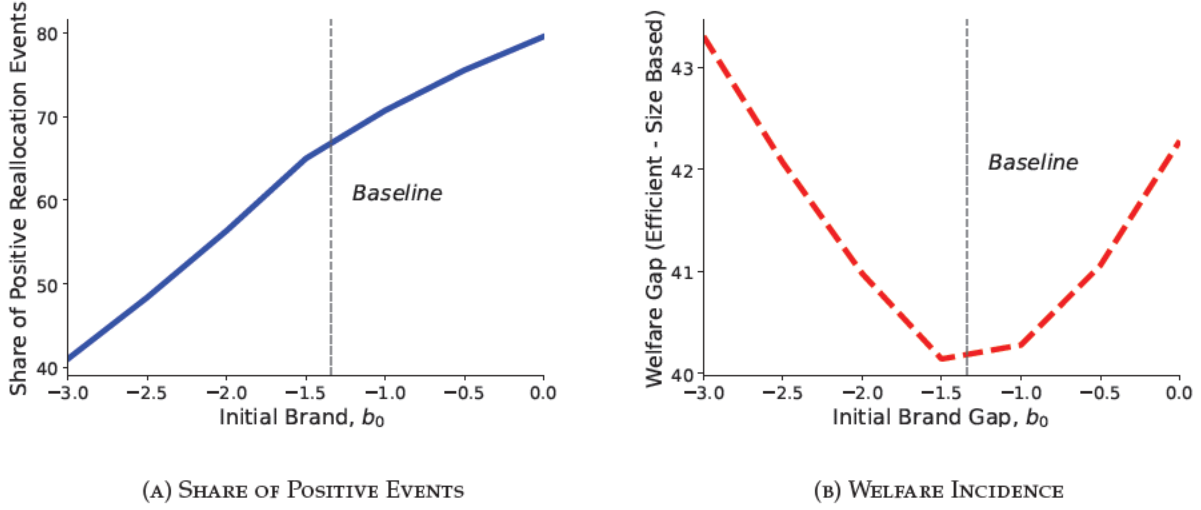 Share of Positive Reallocation Events
80
70
60
50
40
Baseline
−3.0 −2.5 −2.0 −1.5 −1.0 −0.5 0.0
Initial Brand, b₀
(A) Share of Positive Events
Welfare Gap (Efficient - Size Based)
43
42
41
40
Baseline
−3.0 −2.5 −2.0 −1.5 −1.0 −0.5 0.0
Initial Brand Gap, b₀
(B) Welfare Incidence